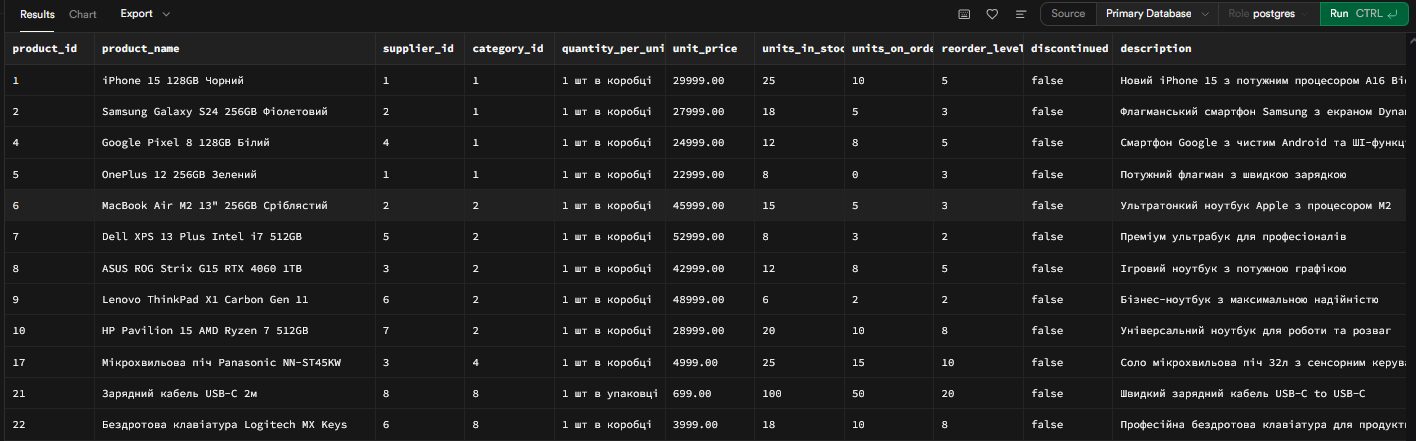 Results Chart Export Source Primary Database Role postgres Run CTRL
product_id product_name supplier_id category_id quantity_per_uni unit_price units_in_stoc units_on_orde reorder_level discontinued description
1 iPhone 15 128GB Чорний 1 1 1 шт в коробці 29999.00 25 10 5 false Новий iPhone 15 з потужним процесором A16 Bio
2 Samsung Galaxy S24 256GB Фіолетовий 2 1 1 шт в коробці 27999.00 18 5 3 false Флагманський смартфон Samsung з екраном Dynam
4 Google Pixel 8 128GB Білий 4 1 1 шт в коробці 24999.00 12 8 5 false Смартфон Google з чистим Android та ШІ-функці
5 OnePlus 12 256GB Зелений 1 1 1 шт в коробці 22999.00 8 0 3 false Потужний флагман з швидкою зарядкою
6 MacBook Air M2 13" 256GB Сріблястий 2 2 1 шт в коробці 45999.00 15 5 3 false Ультратонкий ноутбук Apple з процесором M2
7 Dell XPS 13 Plus Intel i7 512GB 5 2 1 шт в коробці 52999.00 8 3 2 false Преміум ультрабук для професіоналів
8 ASUS ROG Strix G15 RTX 4060 1TB 3 2 1 шт в коробці 42999.00 12 8 5 false Ігровий ноутбук з потужною графікою
9 Lenovo ThinkPad X1 Carbon Gen 11 6 2 1 шт в коробці 48999.00 6 2 2 false Бізнес-ноутбук з максимальною надійністю
10 HP Pavilion 15 AMD Ryzen 7 512GB 7 2 1 шт в коробці 28999.00 20 10 8 false Універсальний ноутбук для роботи та розваг
17 Мікрохвильова піч Panasonic NN-ST45KW 3 4 1 шт в коробці 4999.00 25 15 10 false Соло мікрохвильова піч 32л з сенсорним керува
21 Зарядний кабель USB-C 2м 8 8 1 шт в упаковці 699.00 100 50 20 false Швидкий зарядний кабель USB-C to USB-C
22 Бездротова клавіатура Logitech MX Keys 6 8 1 шт в коробці 3999.00 18 10 8 false Професійна бездротова клавіатура для продукти